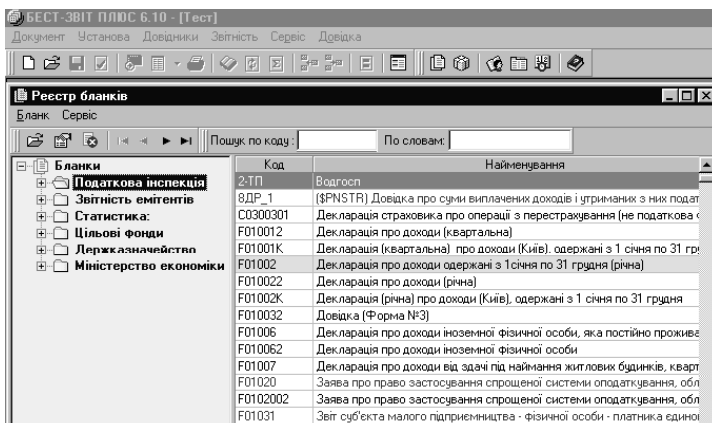 БЕСТ-ЗВІТ ПЛЮС 6.10 - [Тест]
Документ Установа Довідники Звітність Сервіс Довідка
Реєстр бланків
Бланк Сервіс
Пошук по коду: По словам:
Бланки
Податкова інспекція
Звітність емітентів
Статистика:
Цільові фонди
Держказначейство
Міністерство економіки
Код Найменування
2-ТП Водгосп
8ДР_1 ($PNSTR) Довідка про суми виплачених доходів і утриманих з них подат
C0300301 Декларація страховика про операції з перестрахування (не податкова
F010012 Декларація про доходи (квартальна)
F01001K Декларація (квартальна) про доходи (Київ), одержані з 1 січня по 31 гру
F01002 Декларація про доходи одержані з 1січня по 31 грудня (річна)
F010022 Декларація про доходи (річна)
F01002K Декларація (річна) про доходи (Київ), одержані з 1 січня по 31 грудня
F010032 Довідка (Форма №3)
F01006 Декларація про доходи іноземної фізичної особи, яка постійно прожива
F010062 Декларація про доходи іноземної фізичної особи
F01007 Декларація про доходи від здачі під наймання житлових будинків, кварт
F01020 Заява про право застосування спрощеної системи оподаткування, обл
F0102002 Заява про право застосування спрощеної системи оподаткування, обл
F01031 Звіт суб'єкта малого підприємництва - фізичної особи - платника єдино